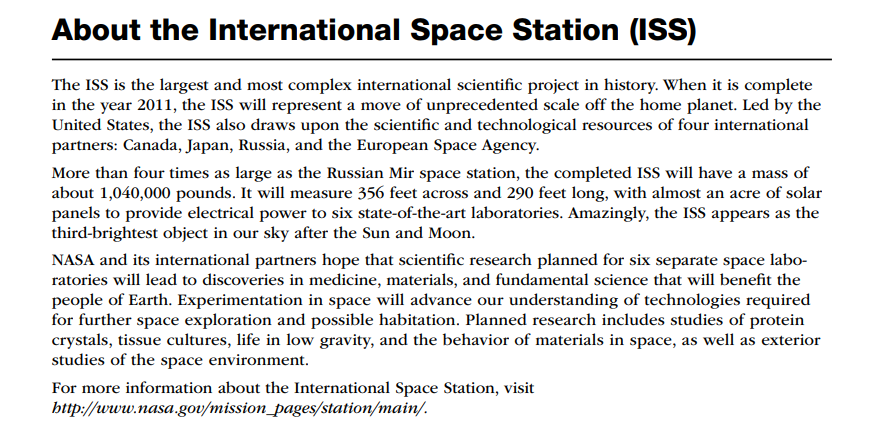 About the International Space Station (ISS)
The ISS is the largest and most complex international scientific project in history. When it is complete
in the year 2011, the ISS will represent a move of unprecedented scale off the home planet. Led by the
United States, the ISS also draws upon the scientific and technological resources of four international
partners: Canada, Japan, Russia, and the European Space Agency.
More than four times as large as the Russian Mir space station, the completed ISS will have a mass of
about 1,040,000 pounds. It will measure 356 feet across and 290 feet long, with almost an acre of solar
panels to provide electrical power to six state-of-the-art laboratories. Amazingly, the ISS appears as the
third-brightest object in our sky after the Sun and Moon.
NASA and its international partners hope that scientific research planned for six separate space labo-
ratories will lead to discoveries in medicine, materials, and fundamental science that will benefit the
people of Earth. Experimentation in space will advance our understanding of technologies required
for further space exploration and possible habitation. Planned research includes studies of protein
crystals, tissue cultures, life in low gravity, and the behavior of materials in space, as well as exterior
studies of the space environment.
For more information about the International Space Station, visit
http://www.nasa.gov/mission_pages/station/main/.